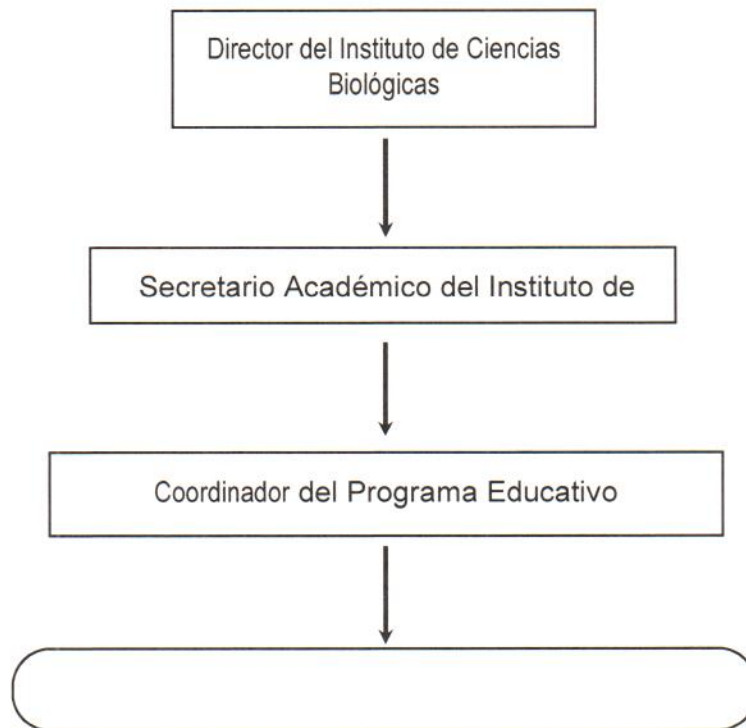 Director del Instituto de Ciencias
Biológicas
Secretario Académico del Instituto de
Coordinador del Programa Educativo